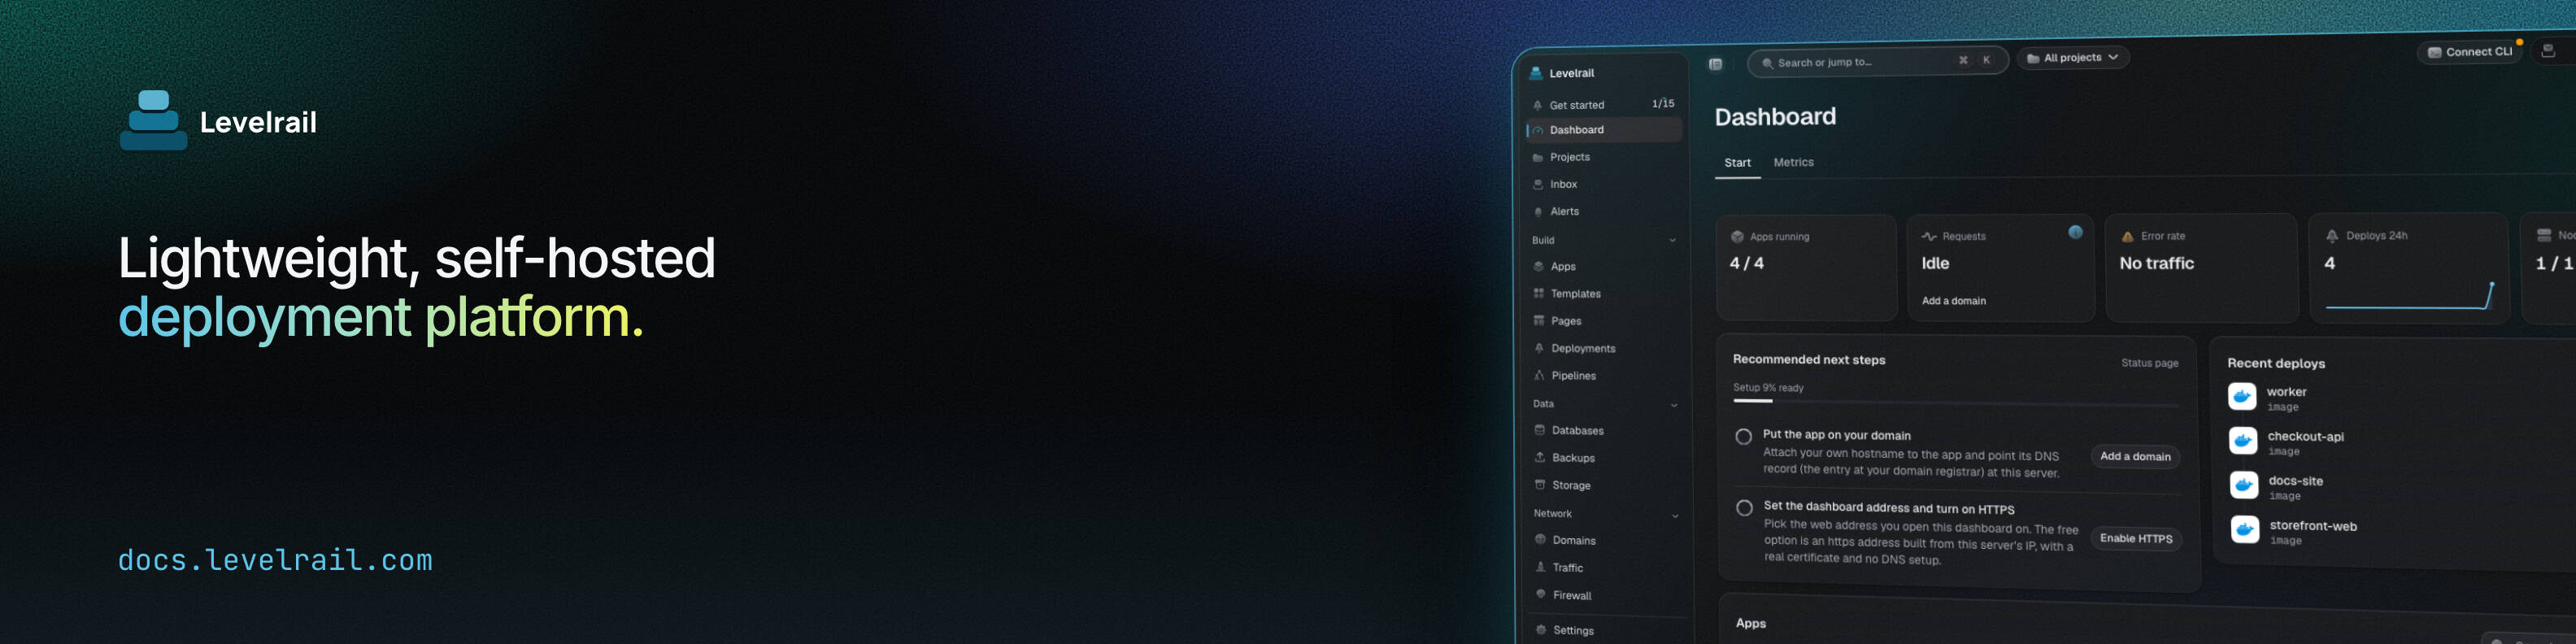 Levelrail
Lightweight, self-hosted
deployment platform.
docs.levelrail.com
Levelrail
Get started 1/15
Dashboard
Projects
Inbox
Alerts
Build
Apps
Templates
Pages
Deployments
Pipelines
Data
Databases
Backups
Storage
Network
Domains
Traffic
Firewall
Settings
Search or jump to... ⌘ K
All projects
Connect CLI
Dashboard
Start Metrics
Apps running
4 / 4
Requests
Idle
Add a domain
Error rate
No traffic
Deploys 24h
4
1 / 1
Recommended next steps
Status page
Setup 9% ready
Put the app on your domain
Attach your own hostname to the app and point its DNS
record (the entry at your domain registrar) at this server.
Add a domain
Set the dashboard address and turn on HTTPS
Pick the web address you open this dashboard on. The free
option is an https address built from this server's IP, with a
real certificate and no DNS setup.
Enable HTTPS
Recent deploys
worker
image
checkout-api
image
docs-site
image
storefront-web
image
Apps